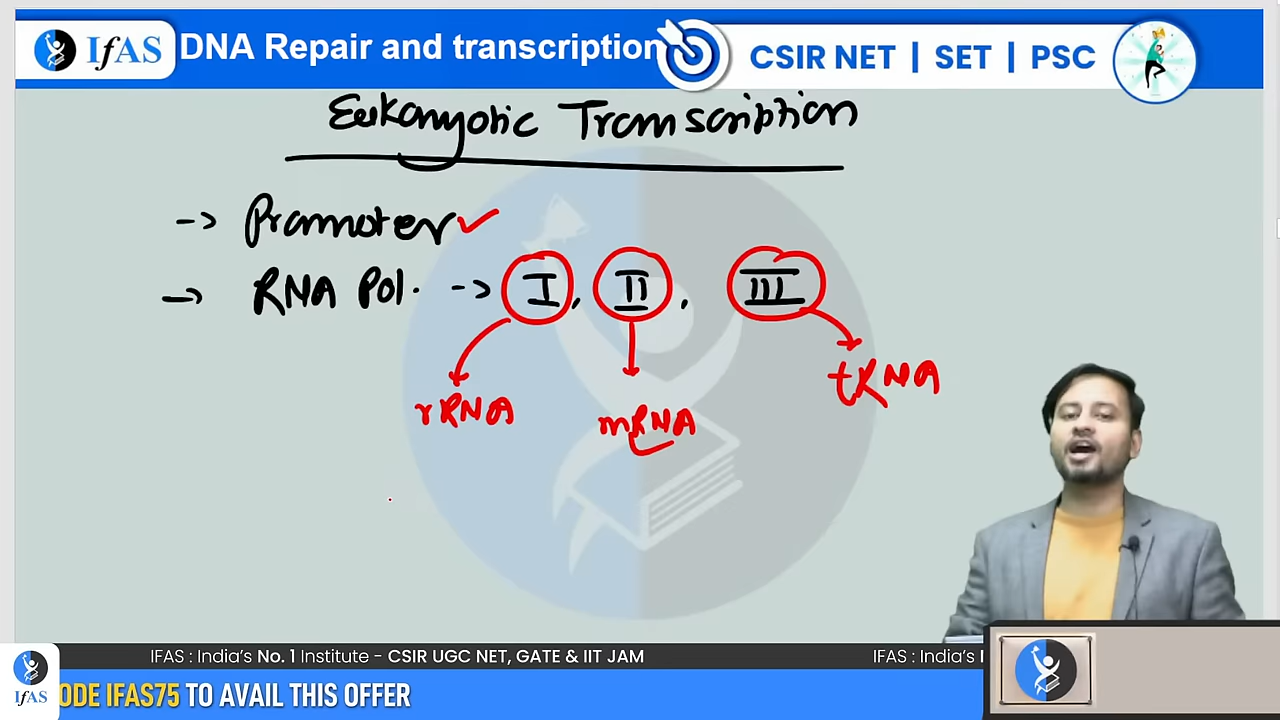 IfAS DNA Repair and transcription CSIR NET | SET | PSC
Eukaryotic Transcription
-> Promoter ✓
-> RNA Pol. -> I, II, III
rRNA mRNA tRNA
IFAS : India's No. 1 Institute - CSIR UGC NET, GATE & IIT JAM IFAS : India's
IfAS ODE IFAS75 TO AVAIL THIS OFFER